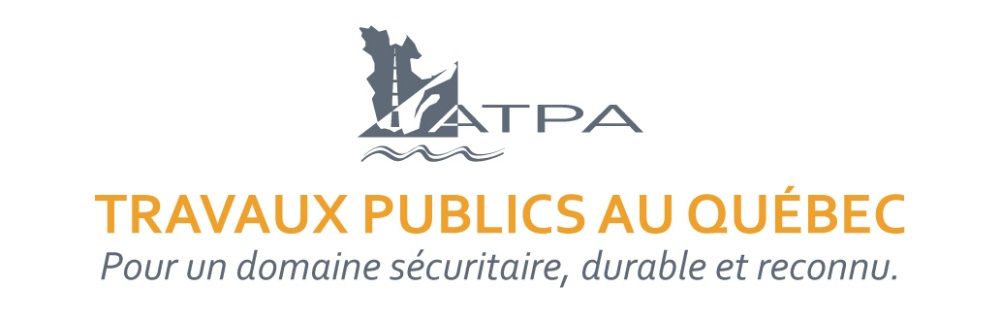 ATPA
TRAVAUX PUBLICS AU QUÉBEC
Pour un domaine sécuritaire, durable et reconnu.